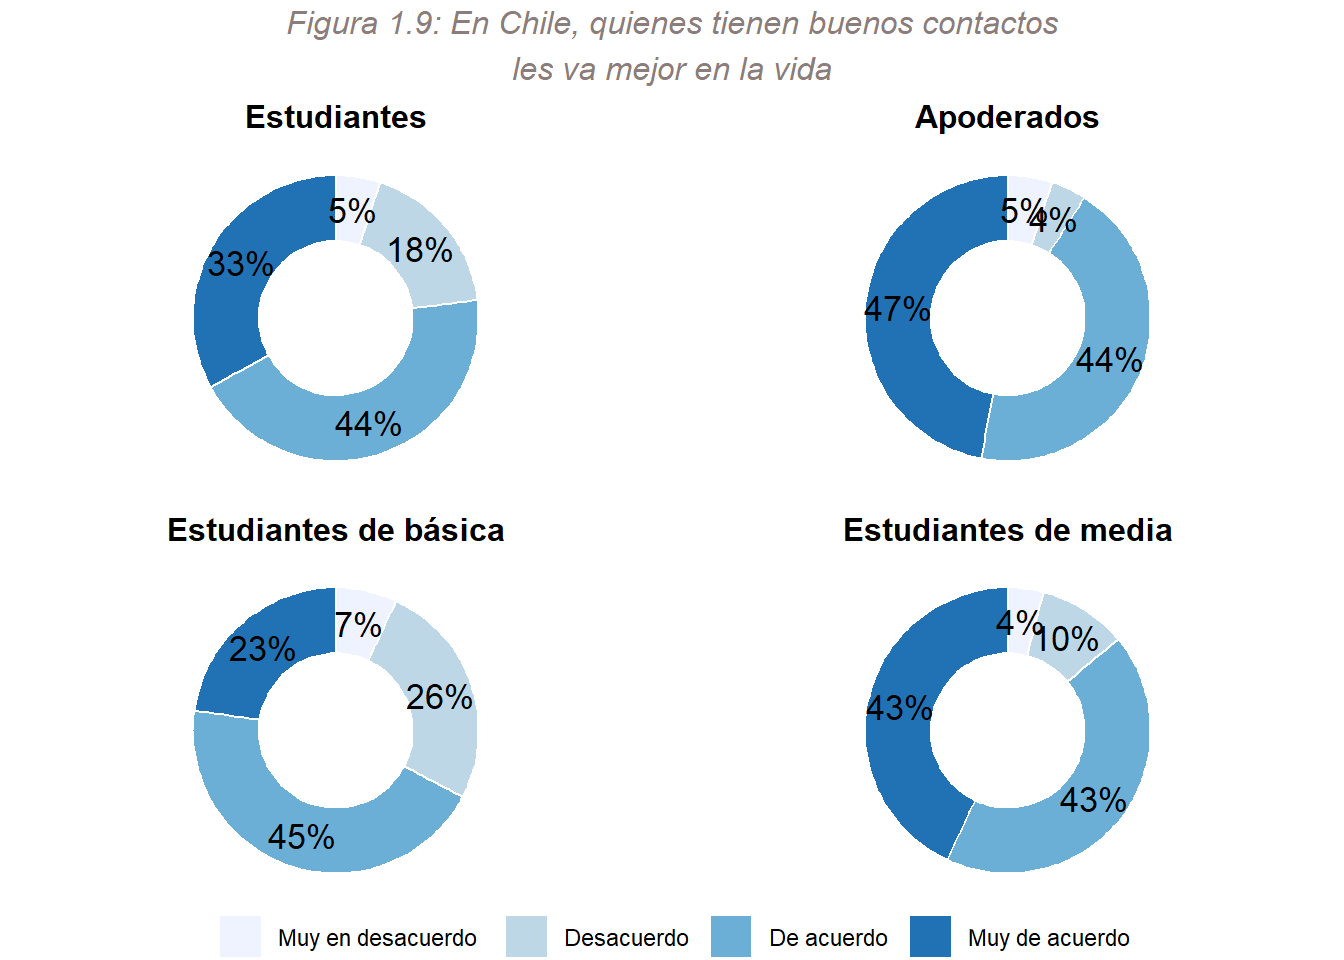 Figura 1.9: En Chile, quienes tienen buenos contactos
les va mejor en la vida
Estudiantes
Apoderados
5%
18%
33%
44%
5%
4%
47%
44%
Estudiantes de básica
Estudiantes de media
7%
23%
26%
45%
4%
10%
43%
43%
Muy en desacuerdo
Desacuerdo
De acuerdo
Muy de acuerdo